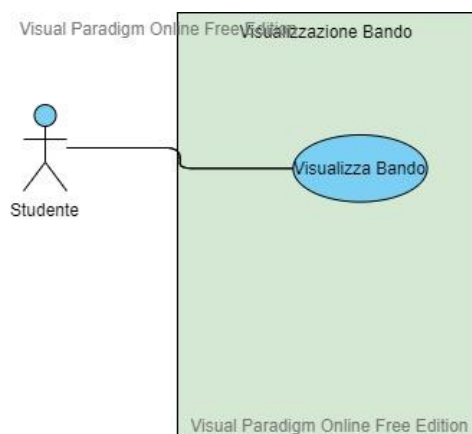 Visual Paradigm Online Free Edition
Visualizzazione Bando
Visualizza Bando
Studente
Visual Paradigm Online Free Edition